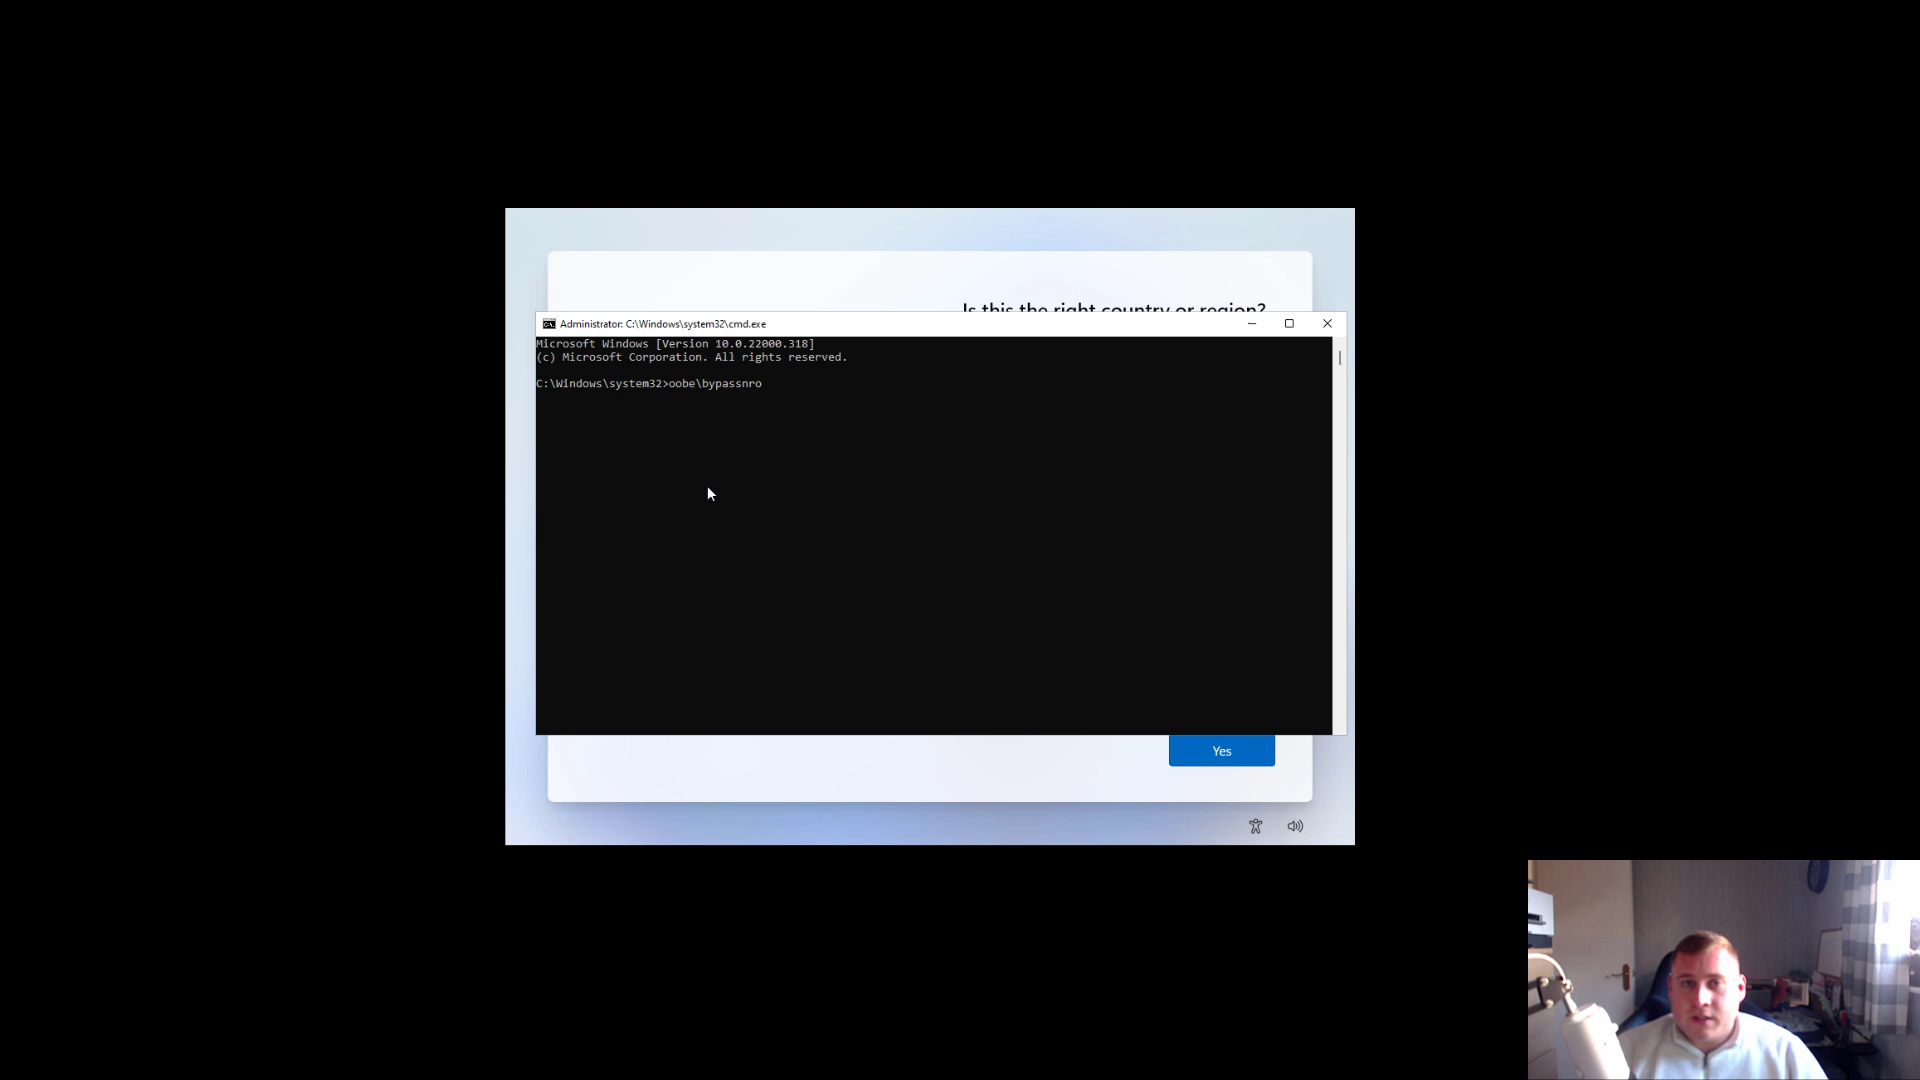 Is this the right country or region?
Administrator: C:\Windows\system32\cmd.exe
Microsoft Windows [Version 10.0.22000.318]
(c) Microsoft Corporation. All rights reserved.
C:\Windows\system32>oobe\bypassnro
Yes